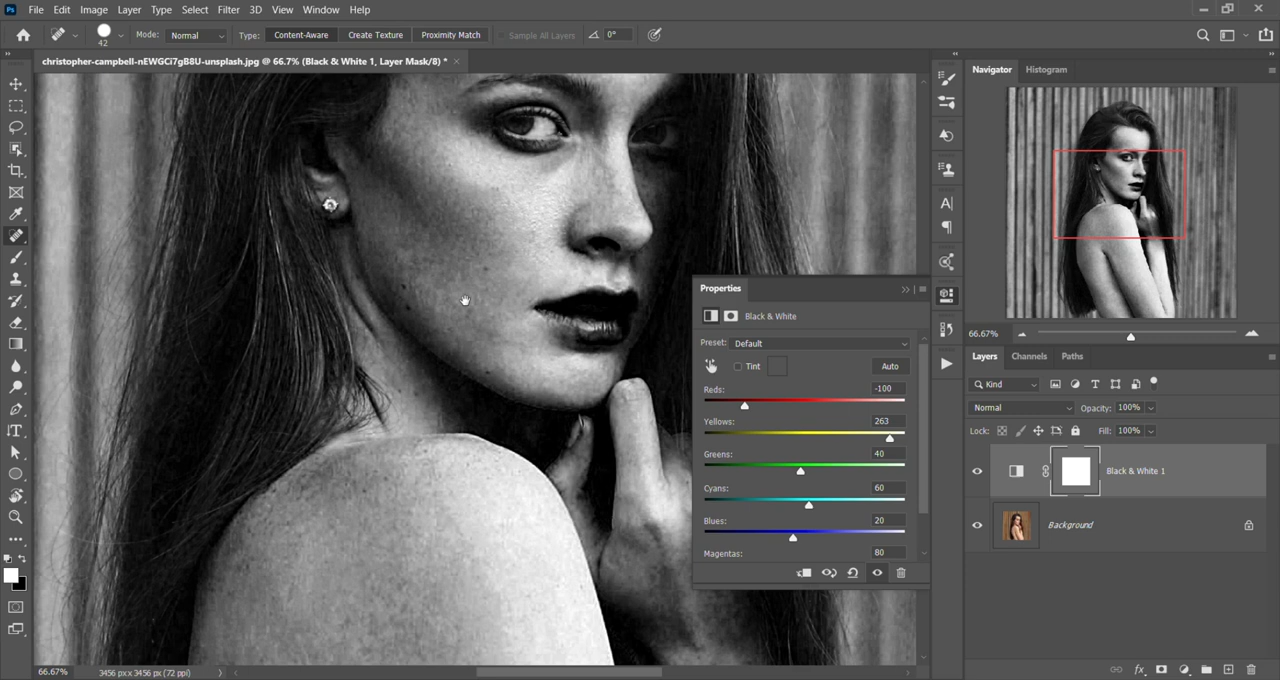 Ps File Edit Image Layer Type Select Filter 3D View Window Help
42 Mode: Normal Type: Content-Aware Create Texture Proximity Match Sample All Layers 0°
christopher-campbell-nEWGCi7gB8U-unsplash.jpg @ 66.7% (Black & White 1, Layer Mask/8) * ×
Navigator Histogram
66.67%
Properties
Black & White
Preset: Default
Tint Auto
Reds: -100
Yellows: 263
Greens: 40
Cyans: 60
Blues: 20
Magentas: 80
Layers Channels Paths
Kind
Normal Opacity: 100%
Lock: Fill: 100%
Black & White 1
Background
66.67% 3456 px x 3456 px (72 ppi)